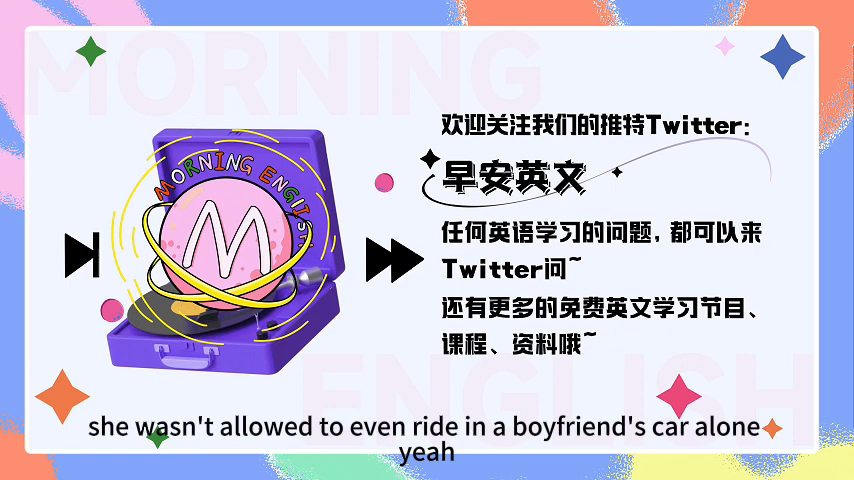 MORNING
欢迎关注我们的推特Twitter:
MORNING ENGLISH
早安英文
M
任何英语学习的问题，都可以来
Twitter问~
还有更多的免费英文学习节目、
课程、资料哦~
ENGLISH
she wasn't allowed to even ride in a boyfriend's car alone
yeah